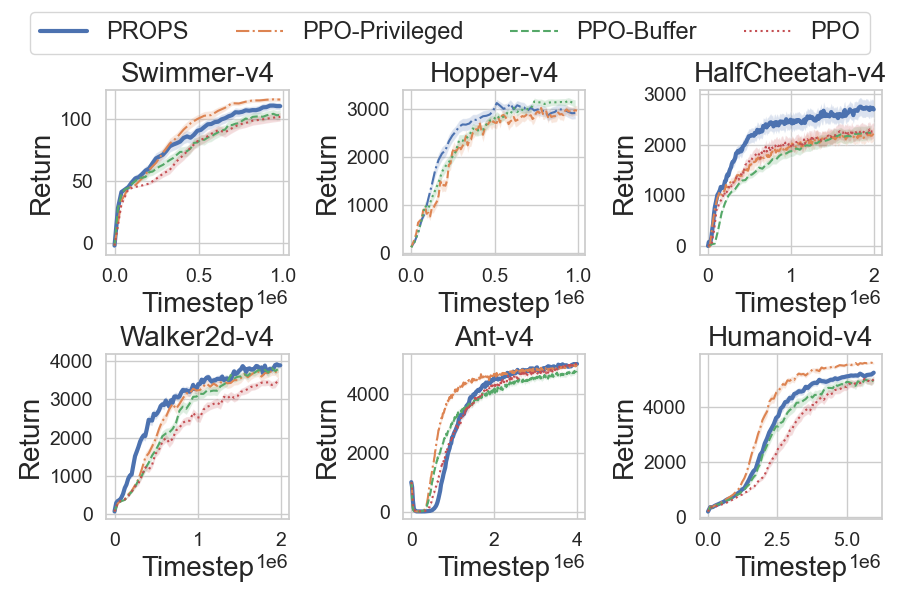 PROPS PPO-Privileged PPO-Buffer PPO
Swimmer-v4 Hopper-v4 HalfCheetah-v4
Return
100
50
0
0.0 0.5 1.0
Timestep 1e6
Return
3000
2000
1000
0
0.0 0.5 1.0
Timestep 1e6
Return
3000
2000
1000
0
0 1 2
Timestep 1e6
Walker2d-v4 Ant-v4 Humanoid-v4
Return
4000
3000
2000
1000
0
0 1 2
Timestep 1e6
Return
4000
2000
0
0 2 4
Timestep 1e6
Return
4000
2000
0
0.0 2.5 5.0
Timestep 1e6